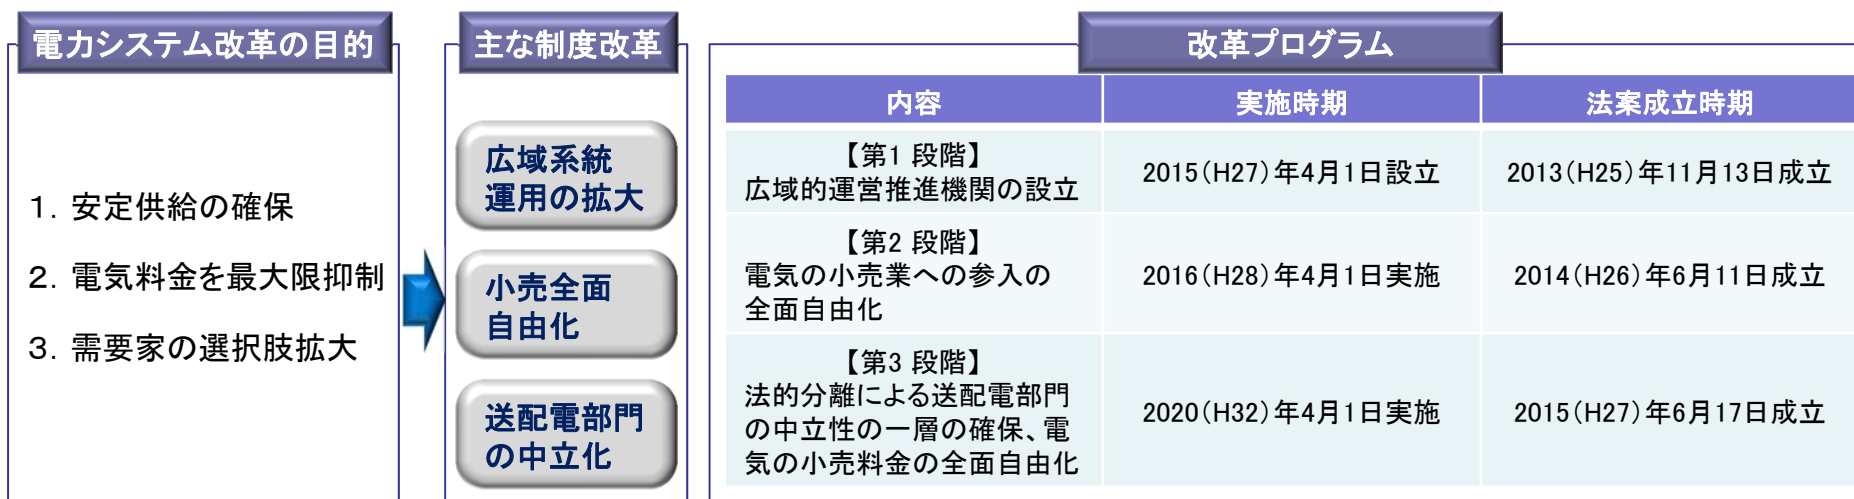 電力システム改革の目的
1. 安定供給の確保
2. 電気料金を最大限抑制
3. 需要家の選択肢拡大
主な制度改革
広域系統
運用の拡大
小売全面
自由化
送配電部門
の中立化
改革プログラム
内容 実施時期 法案成立時期
【第1 段階】
広域的運営推進機関の設立
2015(H27)年4月1日設立
2013(H25)年11月13日成立
【第2 段階】
電気の小売業への参入の
全面自由化
2016(H28)年4月1日実施
2014(H26)年6月11日成立
【第3 段階】
法的分離による送配電部門
の中立性の一層の確保、電
気の小売料金の全面自由化
2020(H32)年4月1日実施
2015(H27)年6月17日成立